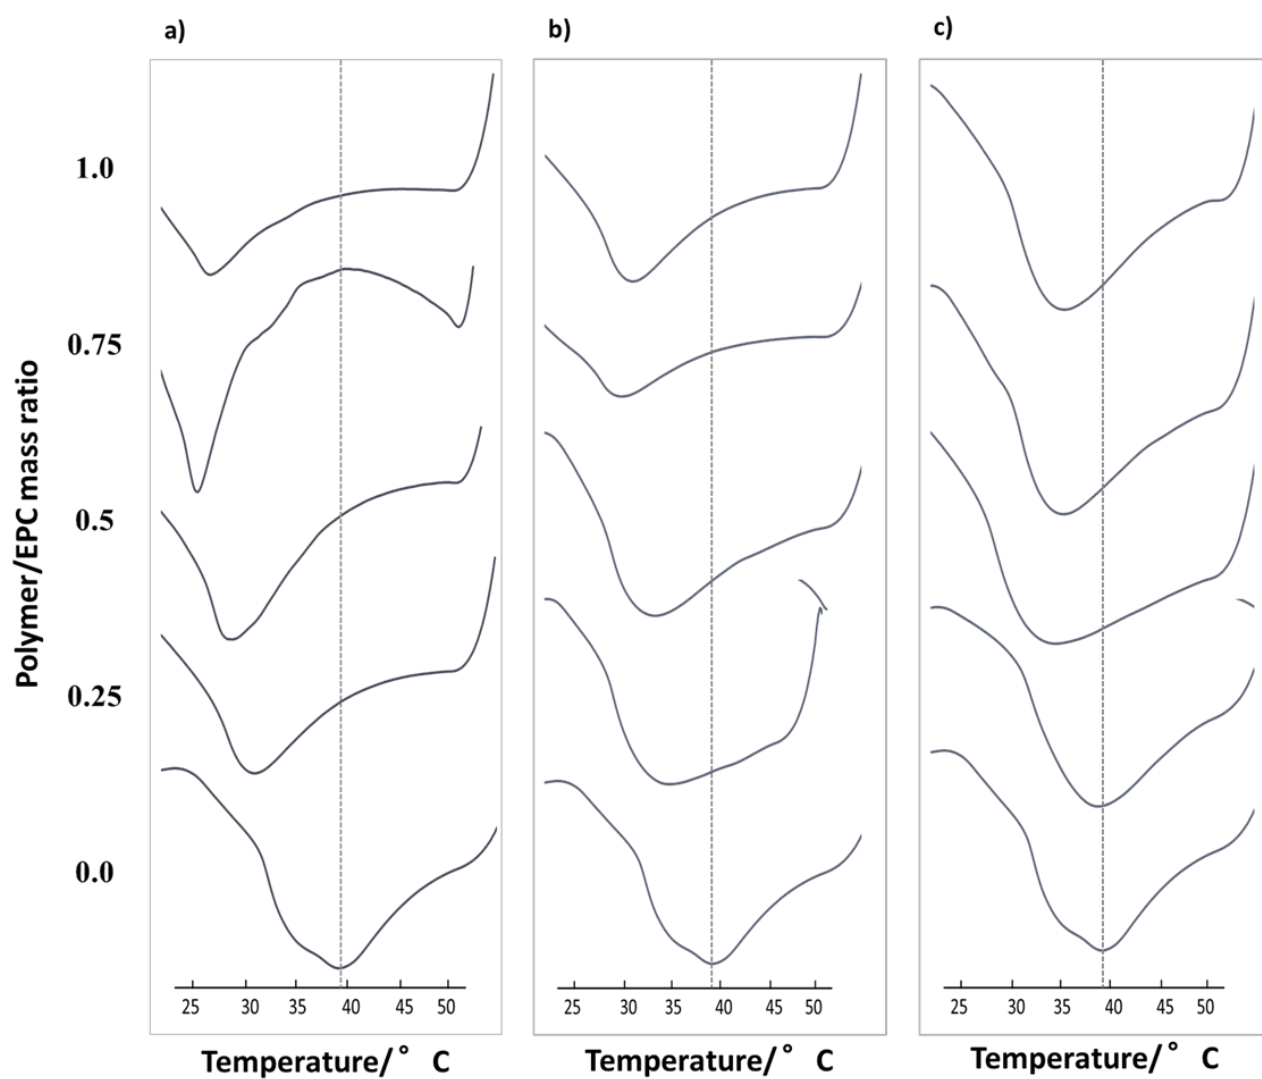 a) b) c)
1.0
0.75
0.5
0.25
0.0
Polymer/EPC mass ratio
25 30 35 40 45 50 25 30 35 40 45 50 25 30 35 40 45 50
Temperature/° C Temperature/° C Temperature/° C